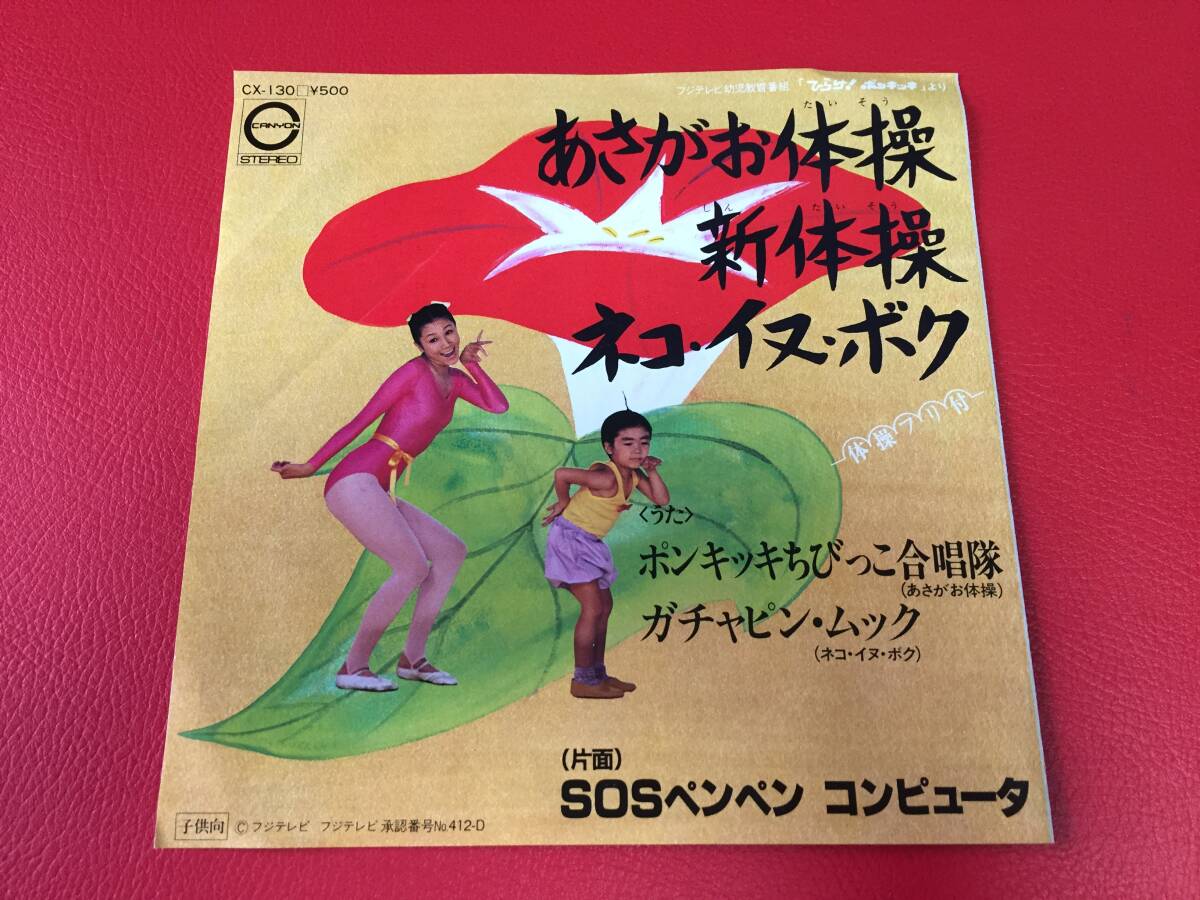 CX-130□¥500
CANYON
STEREO
フジテレビ幼児教育番組「ひらけ!ポンキッキ」より
たいそう
あさがお体操
しんたいそう
新体操
ネコ・イヌ・ボク
体操フリ付
〈うた〉
ポンキッキちびっこ合唱隊
(あさがお体操)
ガチャピン・ムック
(ネコ・イヌ・ボク)
(片面)
SOSペンペン コンピュータ
子供向 Ⓒフジテレビ フジテレビ承認番号No.412-D